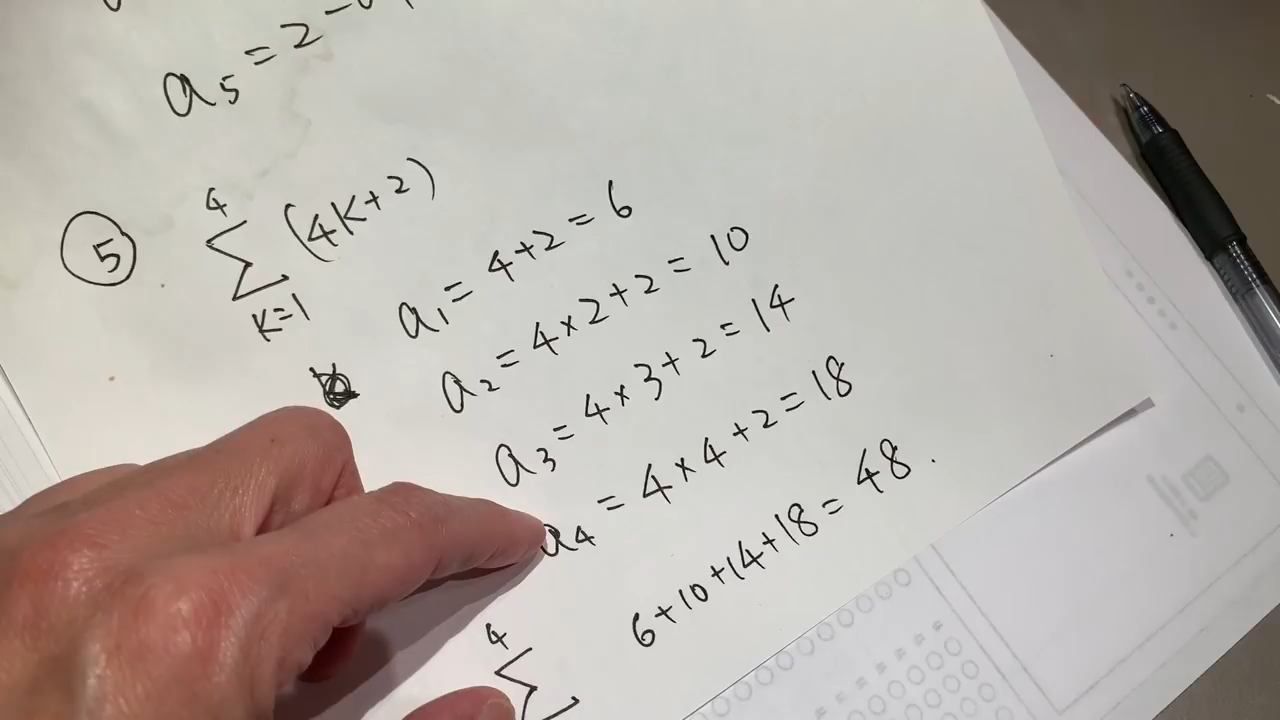 a₅ = 2
⑤ 4
∑ (4K+2)
K=1
a₁ = 4+2 = 6
a₂ = 4×2+2 = 10
a₃ = 4×3+2 = 14
a₄ = 4×4+2 = 18
6+10+14+18 = 48.
4
∑